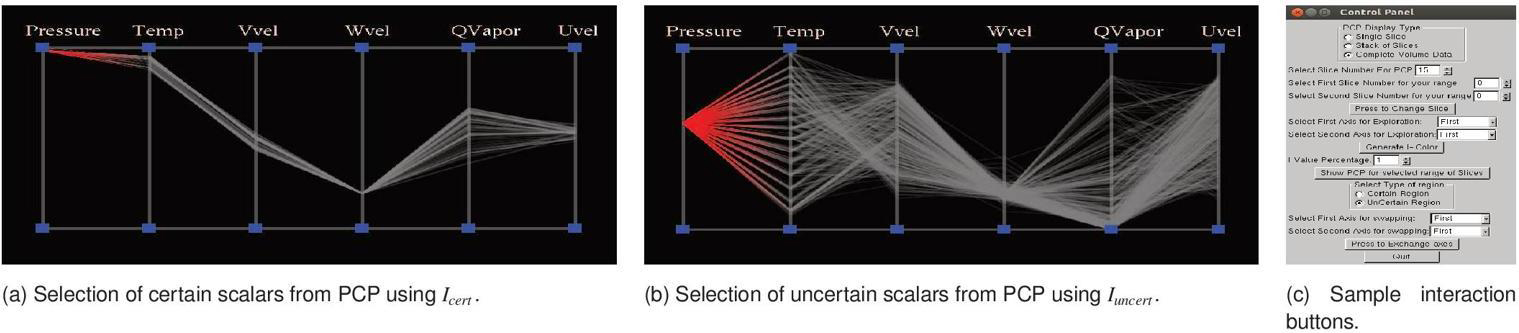 Pressure Temp Vvel Wvel QVapor Uvel
(a) Selection of certain scalars from PCP using Icert.
Pressure Temp Vvel Wvel QVapor Uvel
(b) Selection of uncertain scalars from PCP using Iuncert.
Control Panel
PCP Display Type
Single Slice
Stack of Slices
Complete Volume Data
Select Slice Number For PCP 15
Select First Slice Number for your range 0
Select Second Slice Number for your range 0
Press to Change Slice
Select First Axis for Exploration: First
Select Second Axis for Exploration: First
Generate I- Color
I Value Percentage. 1
Show PCP for selected range of Slices
Select Type of region
Certain Region
UnCertain Region
Select First Axis for swapping: First
Select Second Axis for swapping: First
Press to Exchange axes
Quit
(c) Sample interaction
buttons.